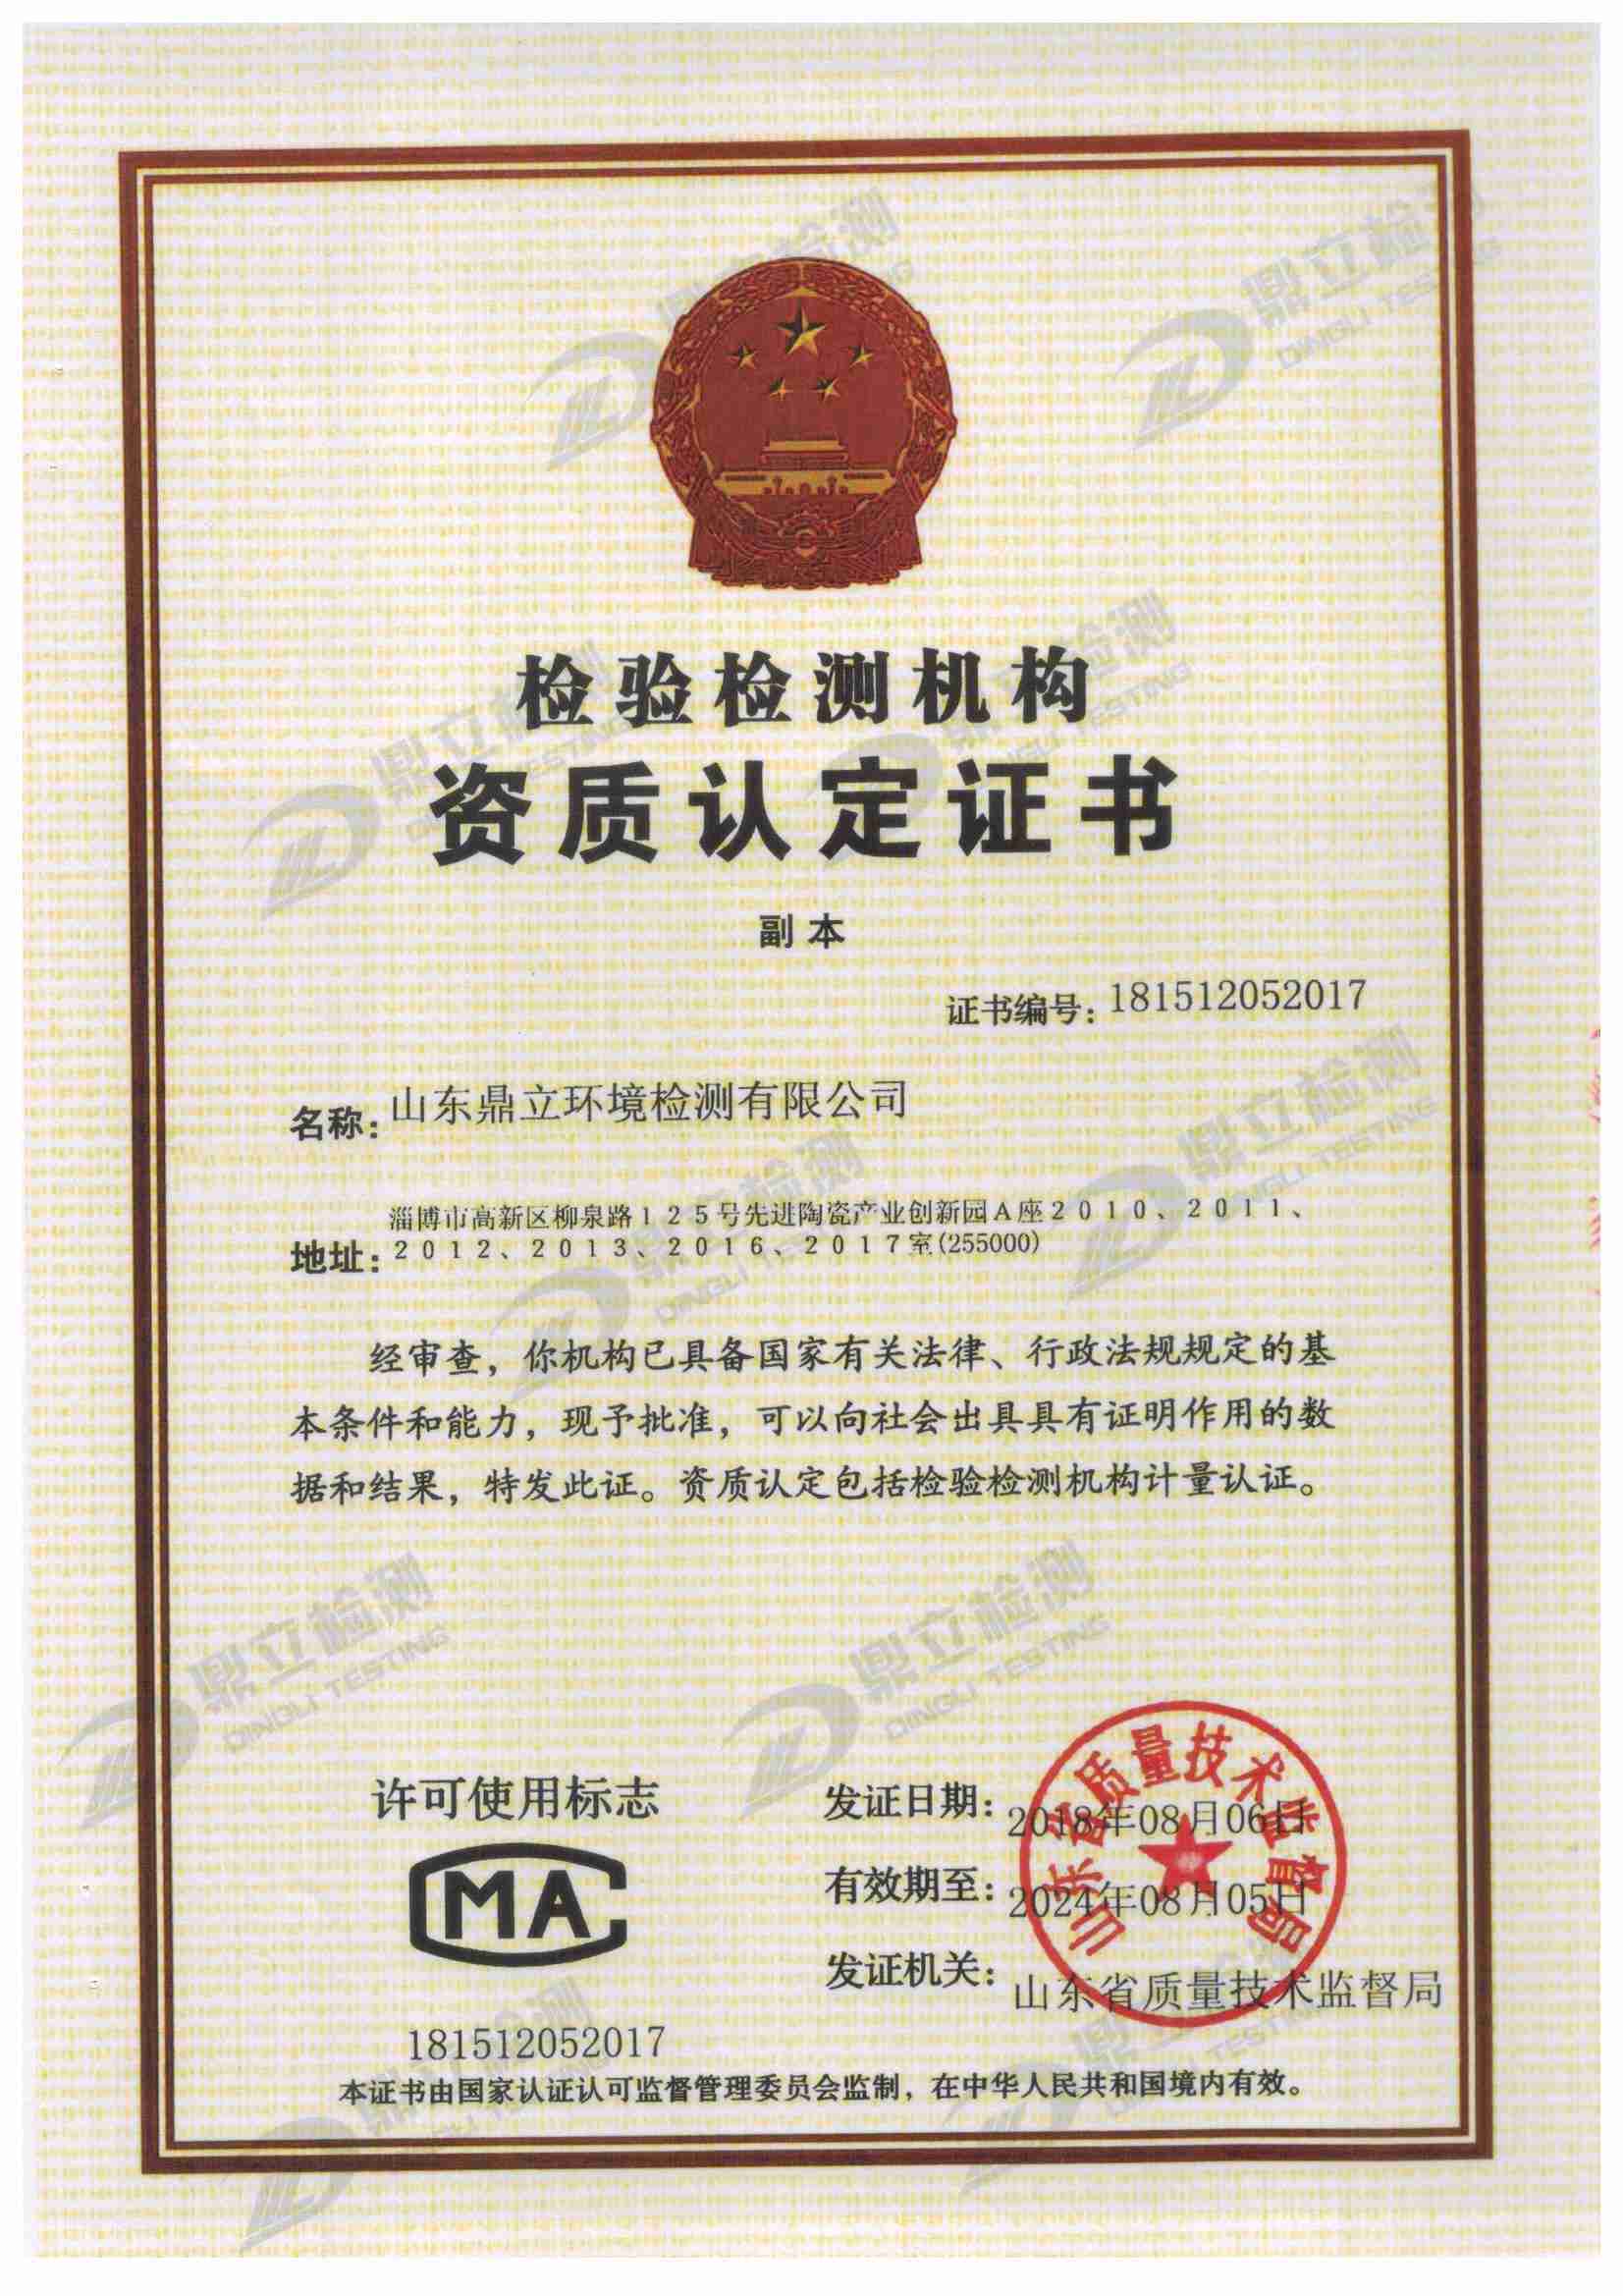 检验检测机构
资质认定证书
副本
证书编号：181512052017
名称：山东鼎立环境检测有限公司
地址：淄博市高新区柳泉路125号先进陶瓷产业创新园A座2010、2011、
2012、2013、2016、2017室(255000)
经审查，你机构已具备国家有关法律、行政法规规定的基
本条件和能力，现予批准，可以向社会出具具有证明作用的数
据和结果，特发此证。资质认定包括检验检测机构计量认证。
许可使用标志
MA
181512052017
发证日期：2018年08月06日
有效期至：2024年08月05日
发证机关：山东省质量技术监督局
山东省质量技术监督局
本证书由国家认证认可监督管理委员会监制，在中华人民共和国境内有效。
鼎立检测
DINGLI TESTING